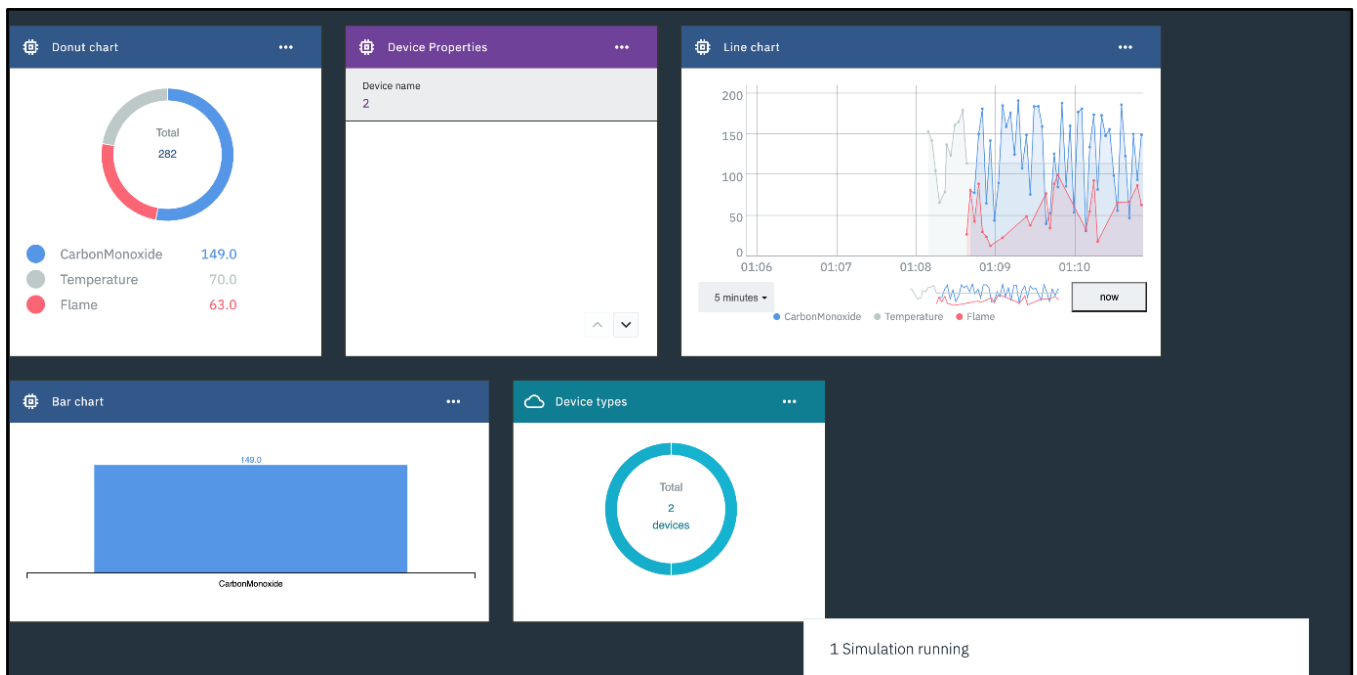 Donut chart
Total
282
CarbonMonoxide 149.0
Temperature 70.0
Flame 63.0
Device Properties
Device name
2
Line chart
200
150
100
50
0
01:06 01:07 01:08 01:09 01:10
5 minutes
now
CarbonMonoxide Temperature Flame
Bar chart
149.0
CarbonMonoxide
Device types
Total
2
devices
1 Simulation running